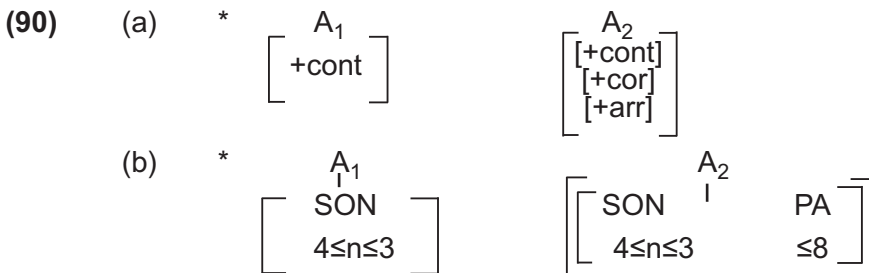 (90) (a) * A₁ A₂
[+cont] [+cont]
[+cor]
[+arr]
(b) * A₁ A₂
SON SON PA
4≤n≤3 4≤n≤3 ≤8